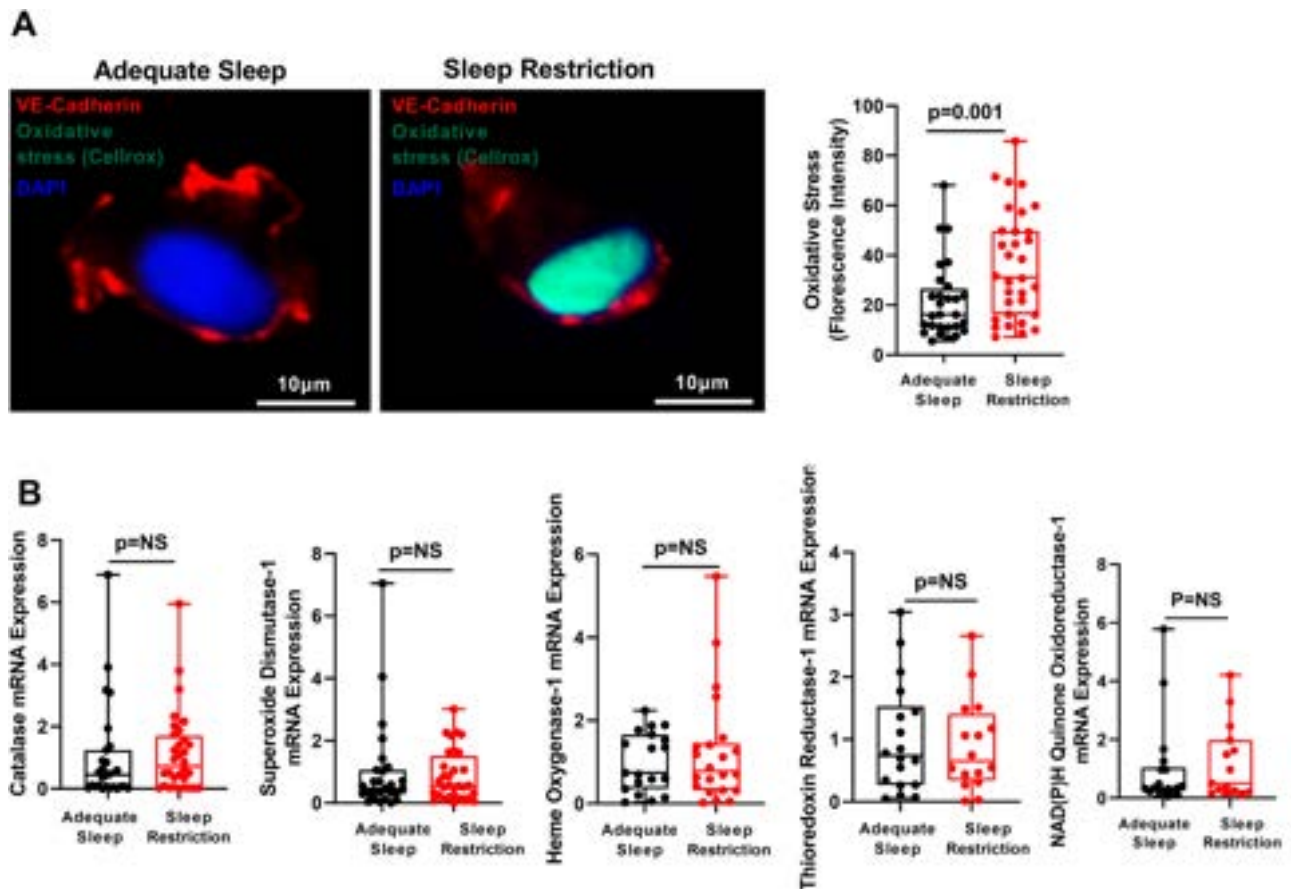 A
Adequate Sleep
Sleep Restriction
VE-Cadherin
Oxidative
stress (Cellrox)
DAPI
10µm
VE-Cadherin
Oxidative
stress (Cellrox)
DAPI
10µm
Oxidative Stress
(Florescence Intensity)
100
80
60
40
20
0
p=0.001
Adequate
Sleep
Sleep
Restriction
B
Catalase mRNA Expression
8
6
4
2
0
p=NS
Adequate
Sleep
Sleep
Restriction
Superoxide Dismutase-1
mRNA Expression
8
6
4
2
0
p=NS
Adequate
Sleep
Sleep
Restriction
Heme Oxygenase-1 mRNA Expression
6
4
2
0
p=NS
Adequate
Sleep
Sleep
Restriction
Thioredoxin Reductase-1 mRNA Expression
4
3
2
1
0
p=NS
Adequate
Sleep
Sleep
Restriction
NAD(P)H Quinone Oxidoreductase-1
mRNA Expression
8
6
4
2
0
P=NS
Adequate
Sleep
Sleep
Restriction